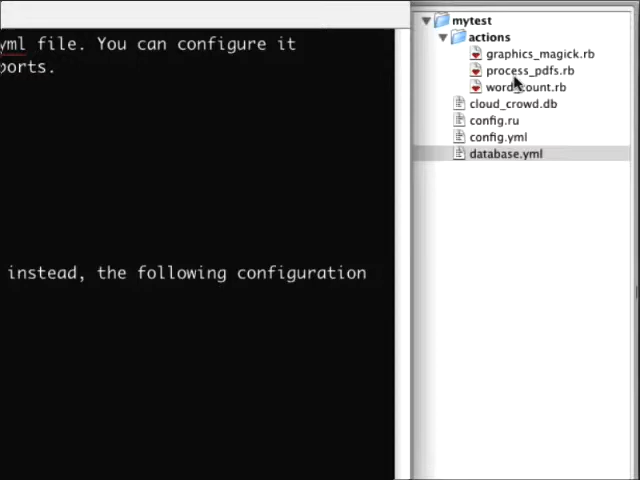 yml file. You can configure it
ports.
instead, the following configuration
mytest
actions
graphics_magick.rb
process_pdfs.rb
word_count.rb
cloud_crowd.db
config.ru
config.yml
database.yml